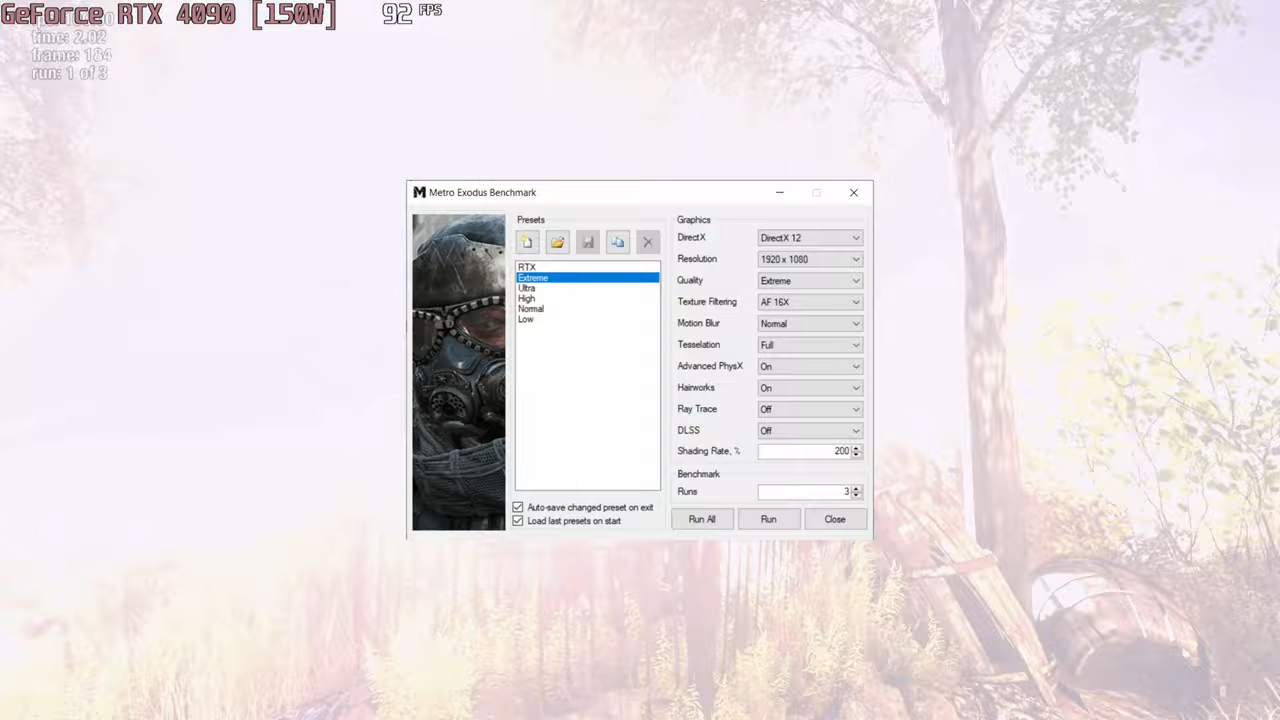 GeForce RTX 4090 [150W] 92 FPS
time: 2.02
frame: 184
run: 1 of 3
Metro Exodus Benchmark
Presets
RTX
Extreme
Ultra
High
Normal
Low
Auto-save changed preset on exit
Load last presets on start
Graphics
DirectX DirectX 12
Resolution 1920 x 1080
Quality Extreme
Texture Filtering AF 16X
Motion Blur Normal
Tesselation Full
Advanced PhysX On
Hairworks On
Ray Trace Off
DLSS Off
Shading Rate, % 200
Benchmark
Runs 3
Run All Run Close